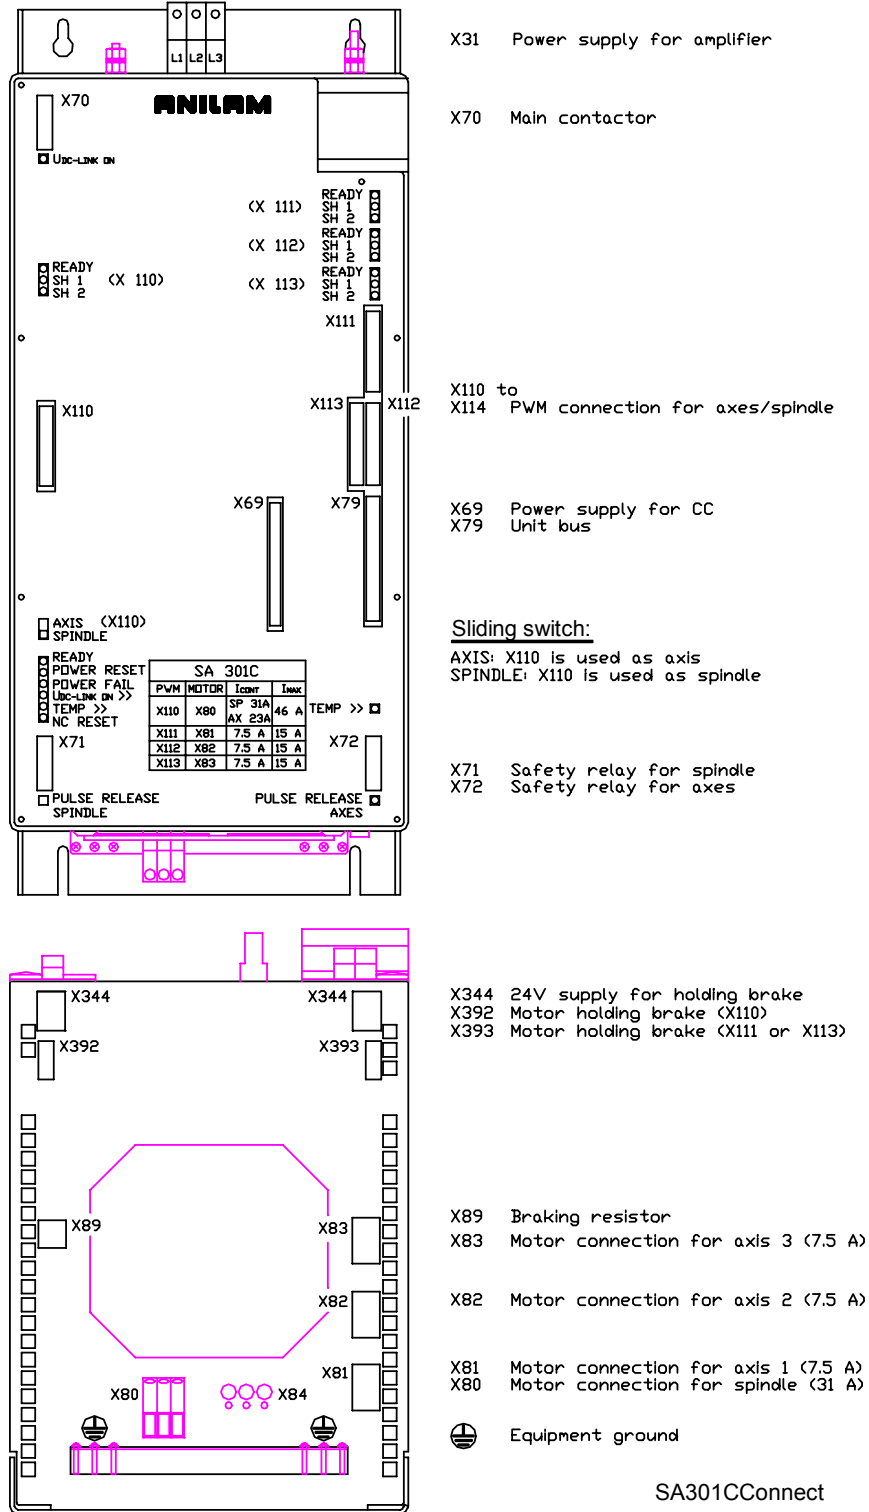 L1 L2 L3
X31 Power supply for amplifier
X70
ANILAM
X70 Main contactor
UDC-LINK ON
(X 111) READY
SH 1
SH 2
(X 112) READY
SH 1
SH 2
(X 113) READY
SH 1
SH 2
READY
SH 1 (X 110)
SH 2
X111
X110 to
X114 PWM connection for axes/spindle
X110
X113
X112
X69
X79
X69 Power supply for CC
X79 Unit bus
AXIS (X110)
SPINDLE
Sliding switch:
AXIS: X110 is used as axis
SPINDLE: X110 is used as spindle
READY
POWER RESET
POWER FAIL
UDC-LINK ON >>
TEMP >>
NC RESET
SA 301C
PWM MOTOR ICONT IMAX
X110 X80 SP 31A AX 23A 46 A
X111 X81 7.5 A 15 A
X112 X82 7.5 A 15 A
X113 X83 7.5 A 15 A
TEMP >>
X71
X72
X71 Safety relay for spindle
X72 Safety relay for axes
PULSE RELEASE
SPINDLE
PULSE RELEASE
AXES
X344
X344
X392
X393
X344 24V supply for holding brake
X392 Motor holding brake (X110)
X393 Motor holding brake (X111 or X113)
X89
X83
X89 Braking resistor
X83 Motor connection for axis 3 (7.5 A)
X82
X82 Motor connection for axis 2 (7.5 A)
X81
X80
X84
X81 Motor connection for axis 1 (7.5 A)
X80 Motor connection for spindle (31 A)
Equipment ground
SA301CConnect